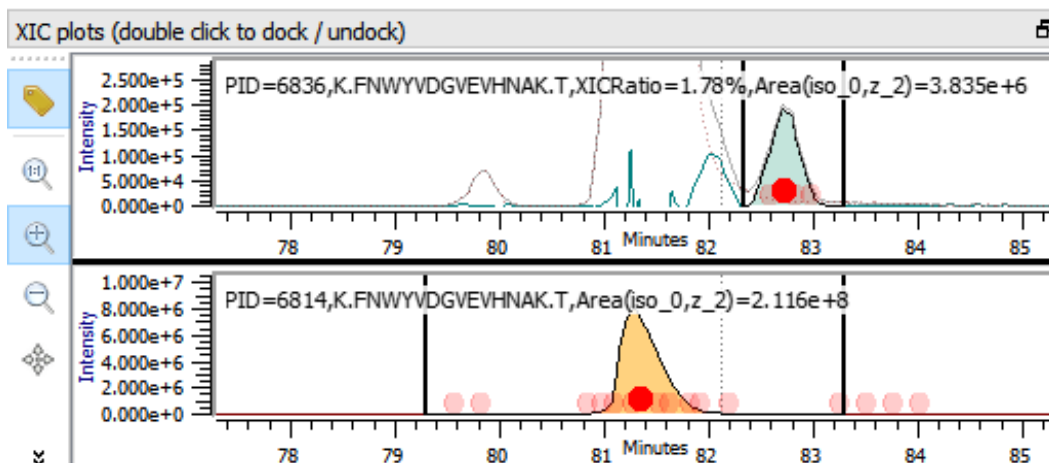 XIC plots (double click to dock / undock)
PID=6836,K.FNWYVDGVEVHNAK.T,XICRatio=1.78%,Area(iso_0,z_2)=3.835e+6
Intensity
2.500e+5
2.000e+5
1.500e+5
1.000e+5
5.000e+4
0.000e+0
78 79 80 81 82 83 84 85
Minutes
PID=6814,K.FNWYVDGVEVHNAK.T,Area(iso_0,z_2)=2.116e+8
Intensity
1.000e+7
8.000e+6
6.000e+6
4.000e+6
2.000e+6
0.000e+0
78 79 80 81 82 83 84 85
Minutes
1:1